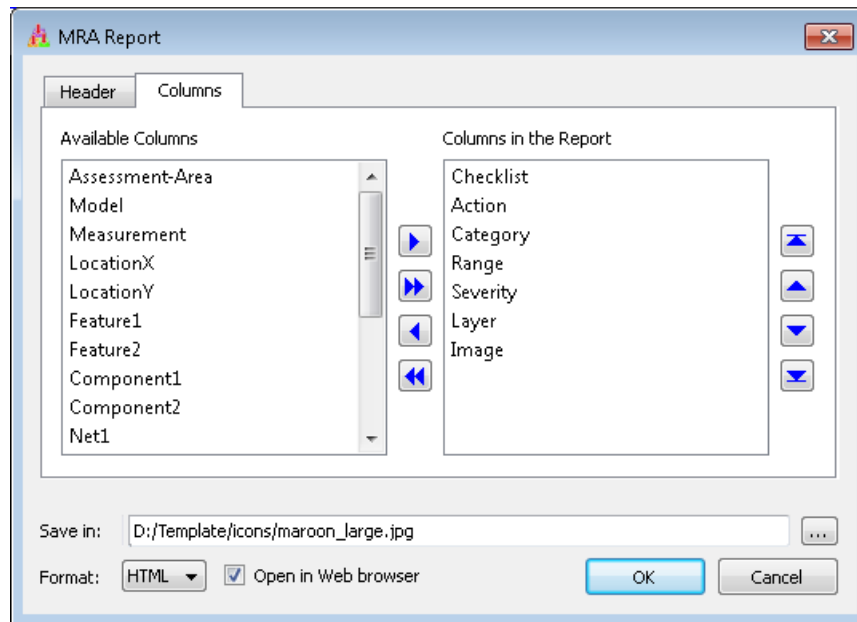 MRA Report
Header
Columns
Available Columns
Assessment-Area
Model
Measurement
LocationX
LocationY
Feature1
Feature2
Component1
Component2
Net1
Columns in the Report
Checklist
Action
Category
Range
Severity
Layer
Image
Save in: D:/Template/icons/maroon_large.jpg ...
Format: HTML Open in Web browser OK Cancel